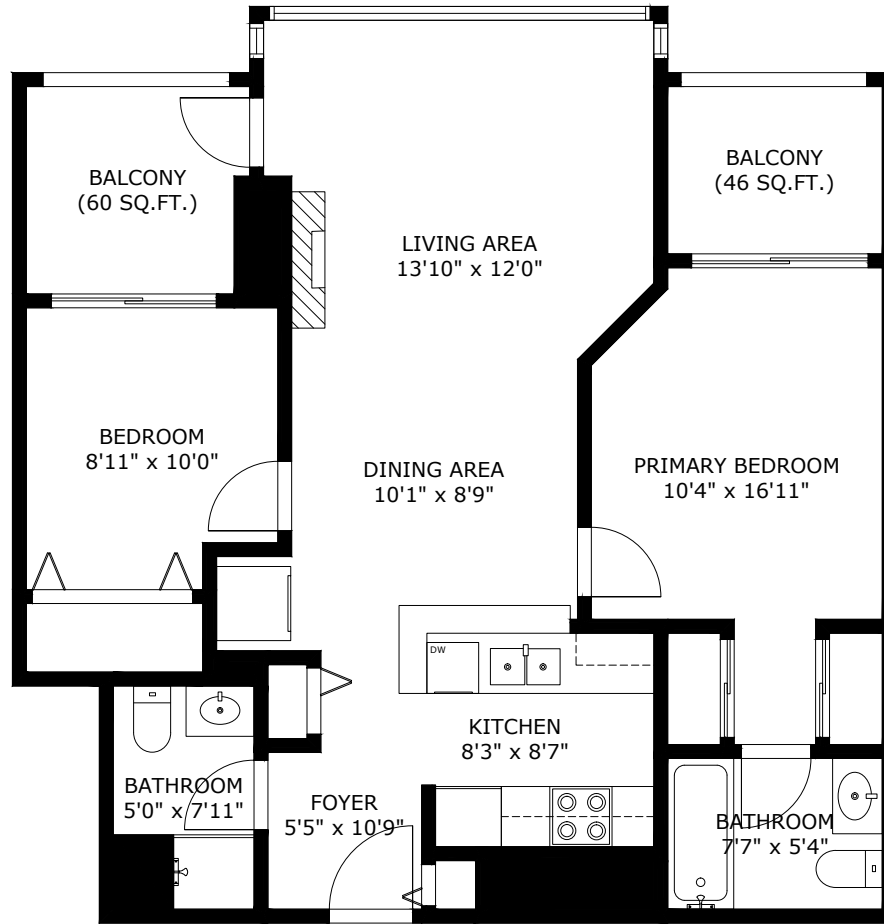 BALCONY
(60 SQ.FT.)
BALCONY
(46 SQ.FT.)
LIVING AREA
13'10" x 12'0"
BEDROOM
8'11" x 10'0"
DINING AREA
10'1" x 8'9"
PRIMARY BEDROOM
10'4" x 16'11"
DW
KITCHEN
8'3" x 8'7"
BATHROOM
5'0" x 7'11"
FOYER
5'5" x 10'9"
BATHROOM
7'7" x 5'4"